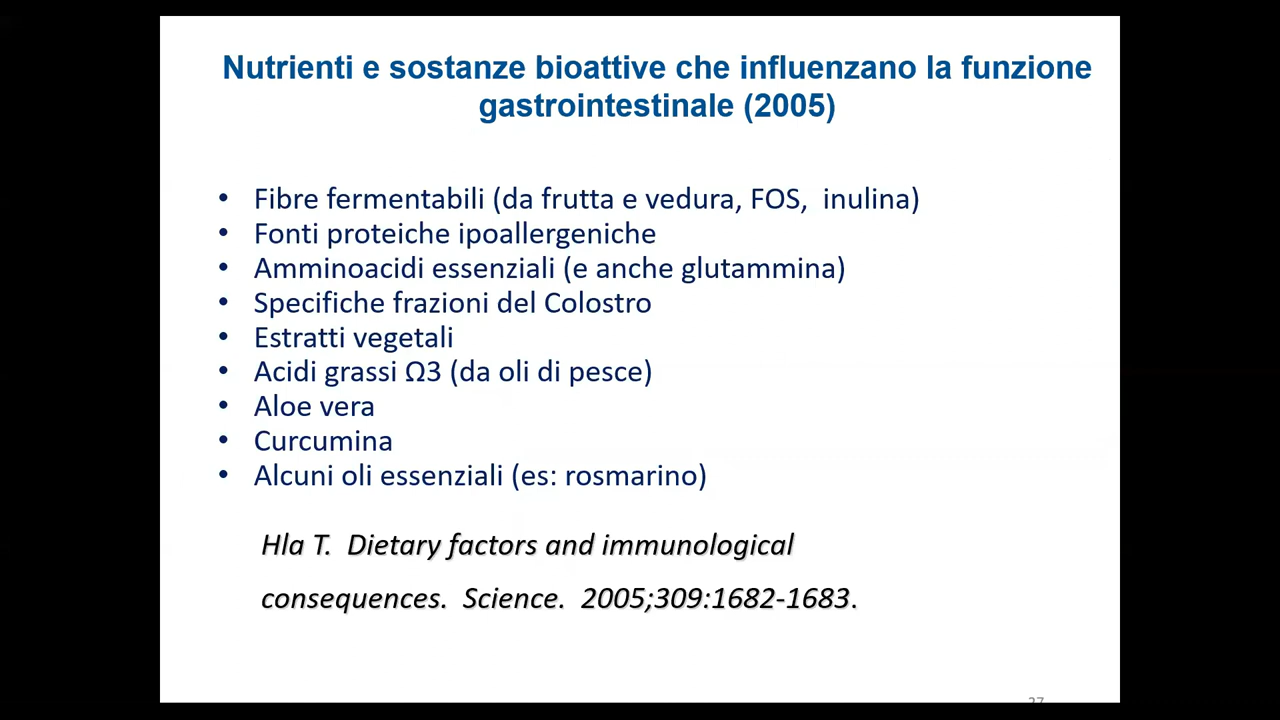 Nutrienti e sostanze bioattive che influenzano la funzione
gastrointestinale (2005)
• Fibre fermentabili (da frutta e vedura, FOS,  inulina)
• Fonti proteiche ipoallergeniche
• Amminoacidi essenziali (e anche glutammina)
• Specifiche frazioni del Colostro
• Estratti vegetali
• Acidi grassi Ω3 (da oli di pesce)
• Aloe vera
• Curcumina
• Alcuni oli essenziali (es: rosmarino)
Hla T.  Dietary factors and immunological
consequences.  Science.  2005;309:1682-1683.